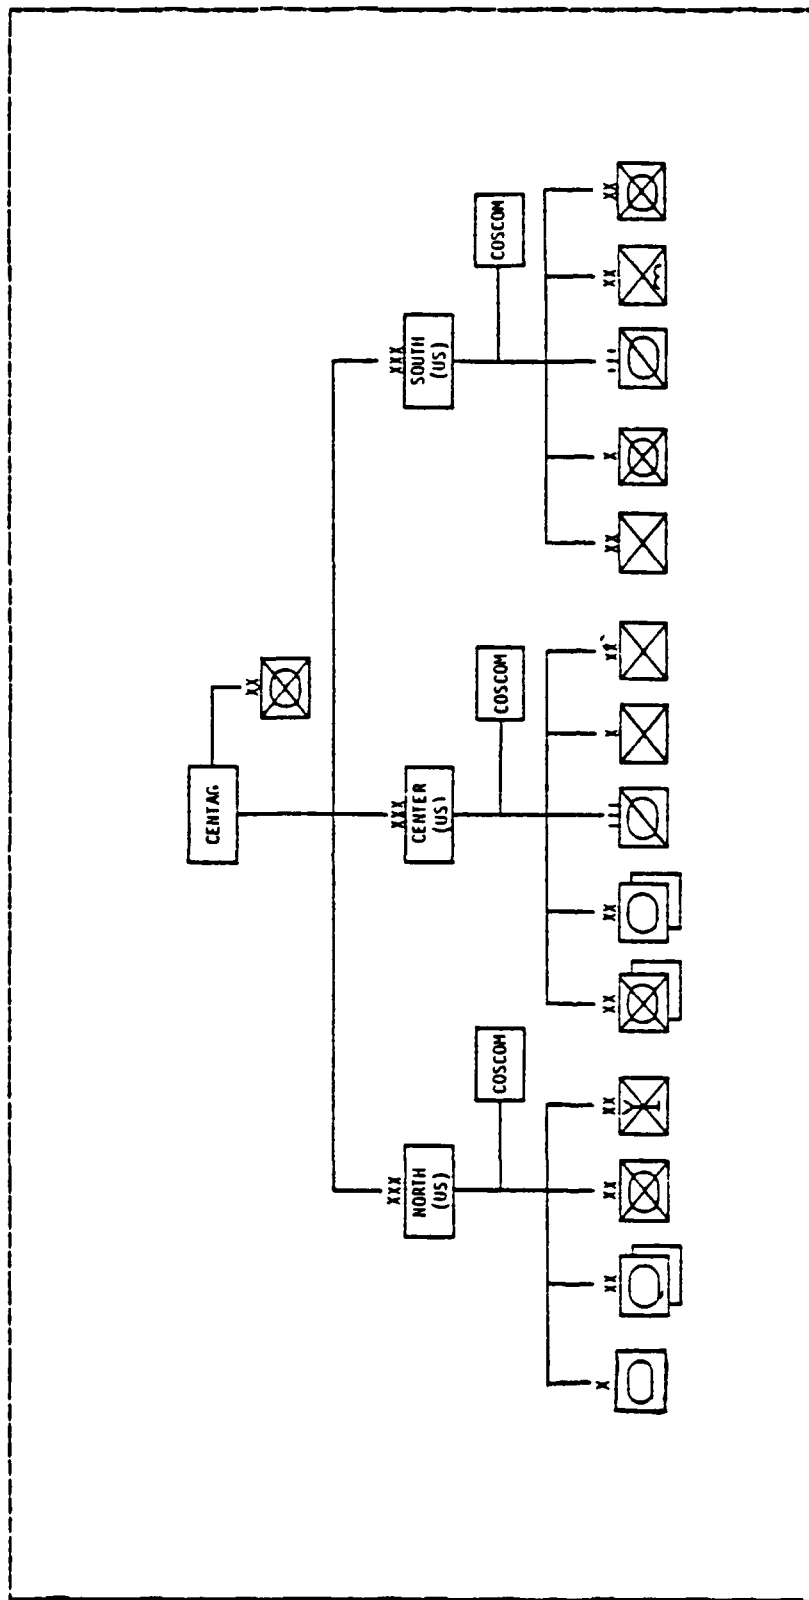 CENTAG
XX
XXX
NORTH
(US)
XXX
CENTER
(US)
XXX
SOUTH
(US)
COSCOM
COSCOM
COSCOM
X
XX
XX
XX
XX
XX
III
X
XX
XX
X
III
XX
XX